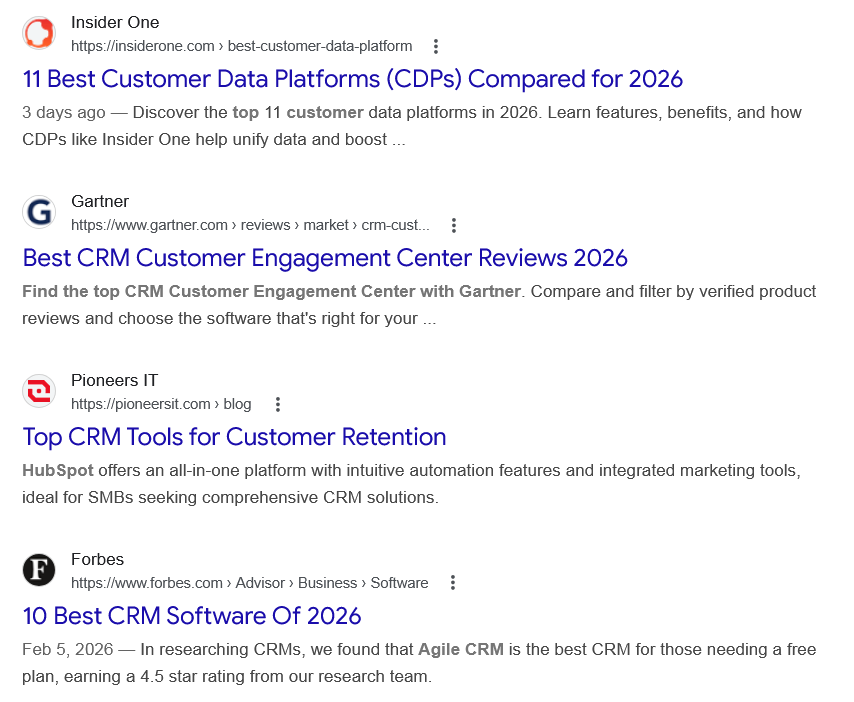 Insider One
https://insiderone.com › best-customer-data-platform
11 Best Customer Data Platforms (CDPs) Compared for 2026
3 days ago — Discover the top 11 customer data platforms in 2026. Learn features, benefits, and how
CDPs like Insider One help unify data and boost ...
G
Gartner
https://www.gartner.com › reviews › market › crm-cust...
Best CRM Customer Engagement Center Reviews 2026
Find the top CRM Customer Engagement Center with Gartner. Compare and filter by verified product
reviews and choose the software that's right for your ...
Pioneers IT
https://pioneersit.com › blog
Top CRM Tools for Customer Retention
HubSpot offers an all-in-one platform with intuitive automation features and integrated marketing tools,
ideal for SMBs seeking comprehensive CRM solutions.
F
Forbes
https://www.forbes.com › Advisor › Business › Software
10 Best CRM Software Of 2026
Feb 5, 2026 — In researching CRMs, we found that Agile CRM is the best CRM for those needing a free
plan, earning a 4.5 star rating from our research team.